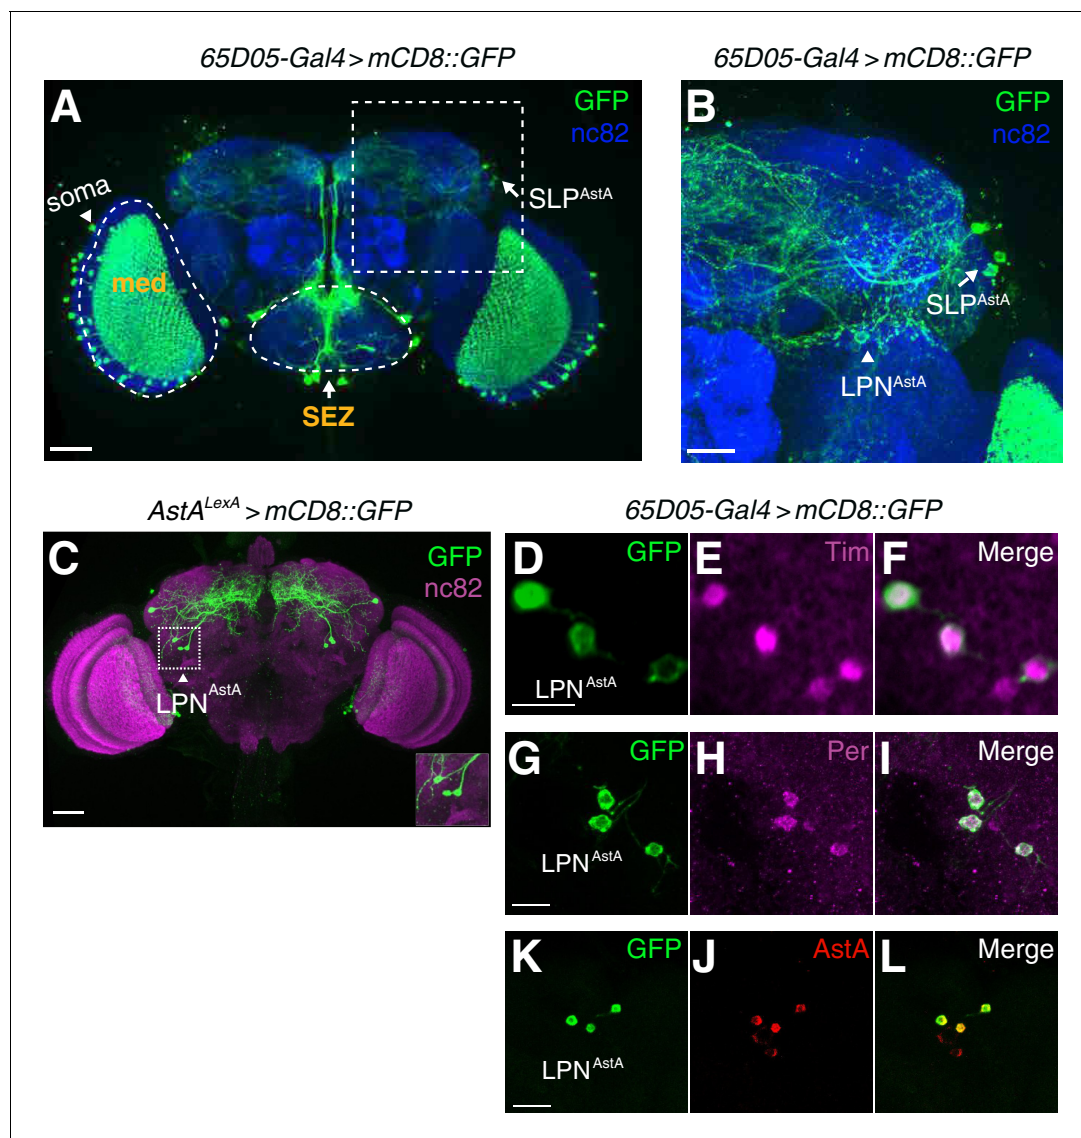 65D05-Gal4 > mCD8::GFP
A
GFP
nc82
soma
med
SLP^AstA
SEZ
65D05-Gal4 > mCD8::GFP
B
GFP
nc82
SLP^AstA
LPN^AstA
AstA^LexA > mCD8::GFP
C
GFP
nc82
LPN^AstA
65D05-Gal4 > mCD8::GFP
D
GFP
LPN^AstA
E
Tim
F
Merge
G
GFP
LPN^AstA
H
Per
I
Merge
K
GFP
LPN^AstA
J
AstA
L
Merge